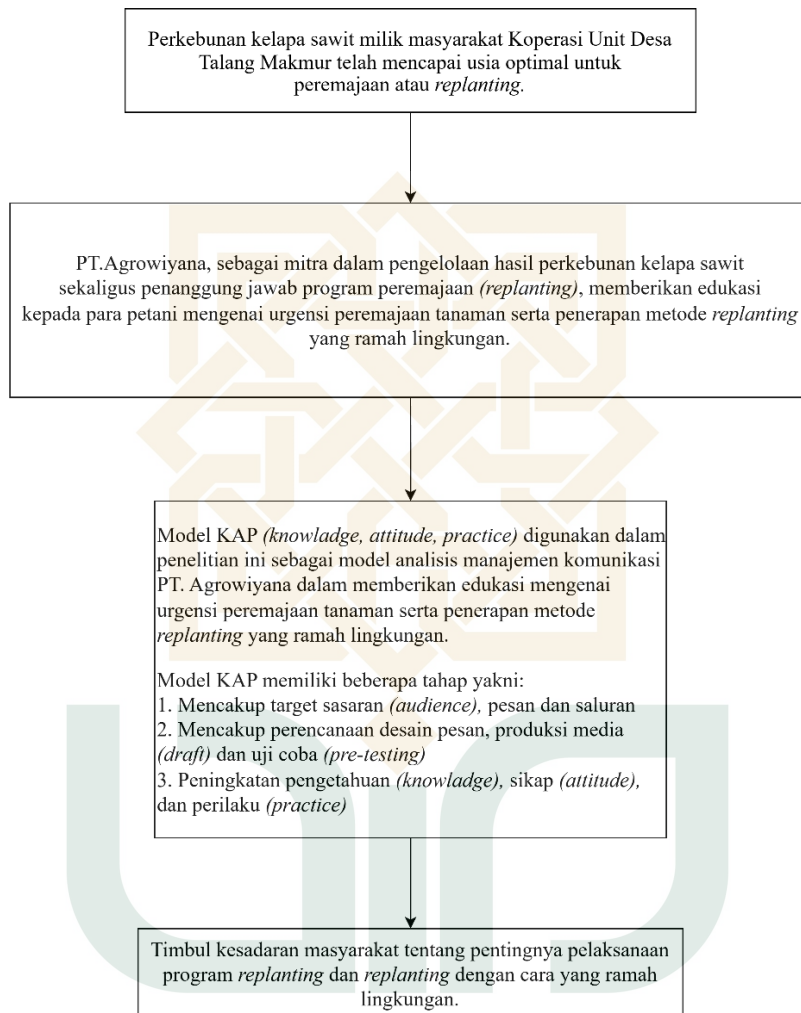 Perkebunan kelapa sawit milik masyarakat Koperasi Unit Desa
Talang Makmur telah mencapai usia optimal untuk
peremajaan atau replanting.
PT.Agrowiyana, sebagai mitra dalam pengelolaan hasil perkebunan kelapa sawit
sekaligus penanggung jawab program peremajaan (replanting), memberikan edukasi
kepada para petani mengenai urgensi peremajaan tanaman serta penerapan metode replanting
yang ramah lingkungan.
Model KAP (knowladge, attitude, practice) digunakan dalam
penelitian ini sebagai model analisis manajemen komunikasi
PT. Agrowiyana dalam memberikan edukasi mengenai
urgensi peremajaan tanaman serta penerapan metode
replanting yang ramah lingkungan.
Model KAP memiliki beberapa tahap yakni:
1. Mencakup target sasaran (audience), pesan dan saluran
2. Mencakup perencanaan desain pesan, produksi media
(draft) dan uji coba (pre-testing)
3. Peningkatan pengetahuan (knowladge), sikap (attitude),
dan perilaku (practice)
Timbul kesadaran masyarakat tentang pentingnya pelaksanaan
program replanting dan replanting dengan cara yang ramah
lingkungan.